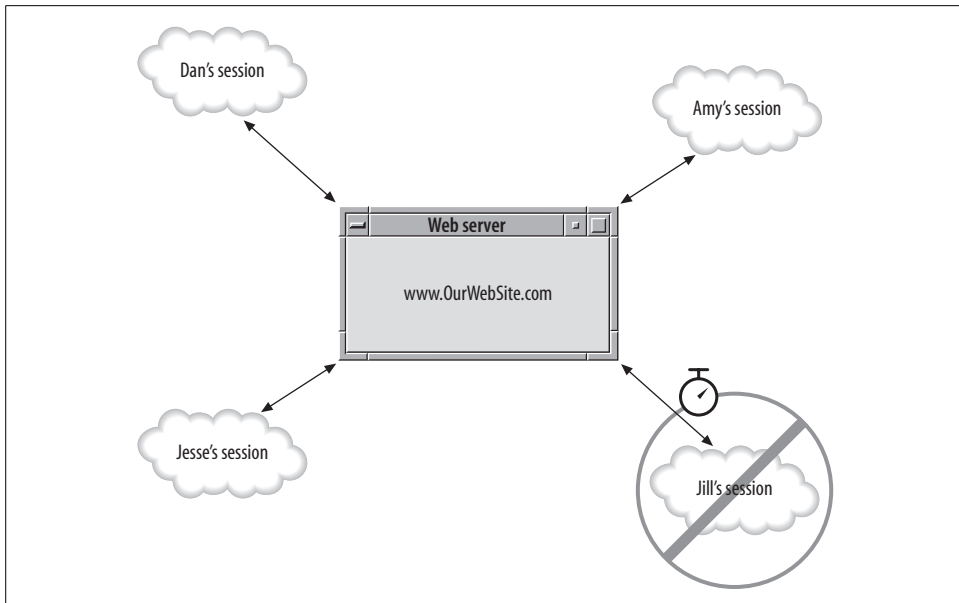 Dan's session
Amy's session
Web server
www.OurWebSite.com
Jesse's session
Jill's session